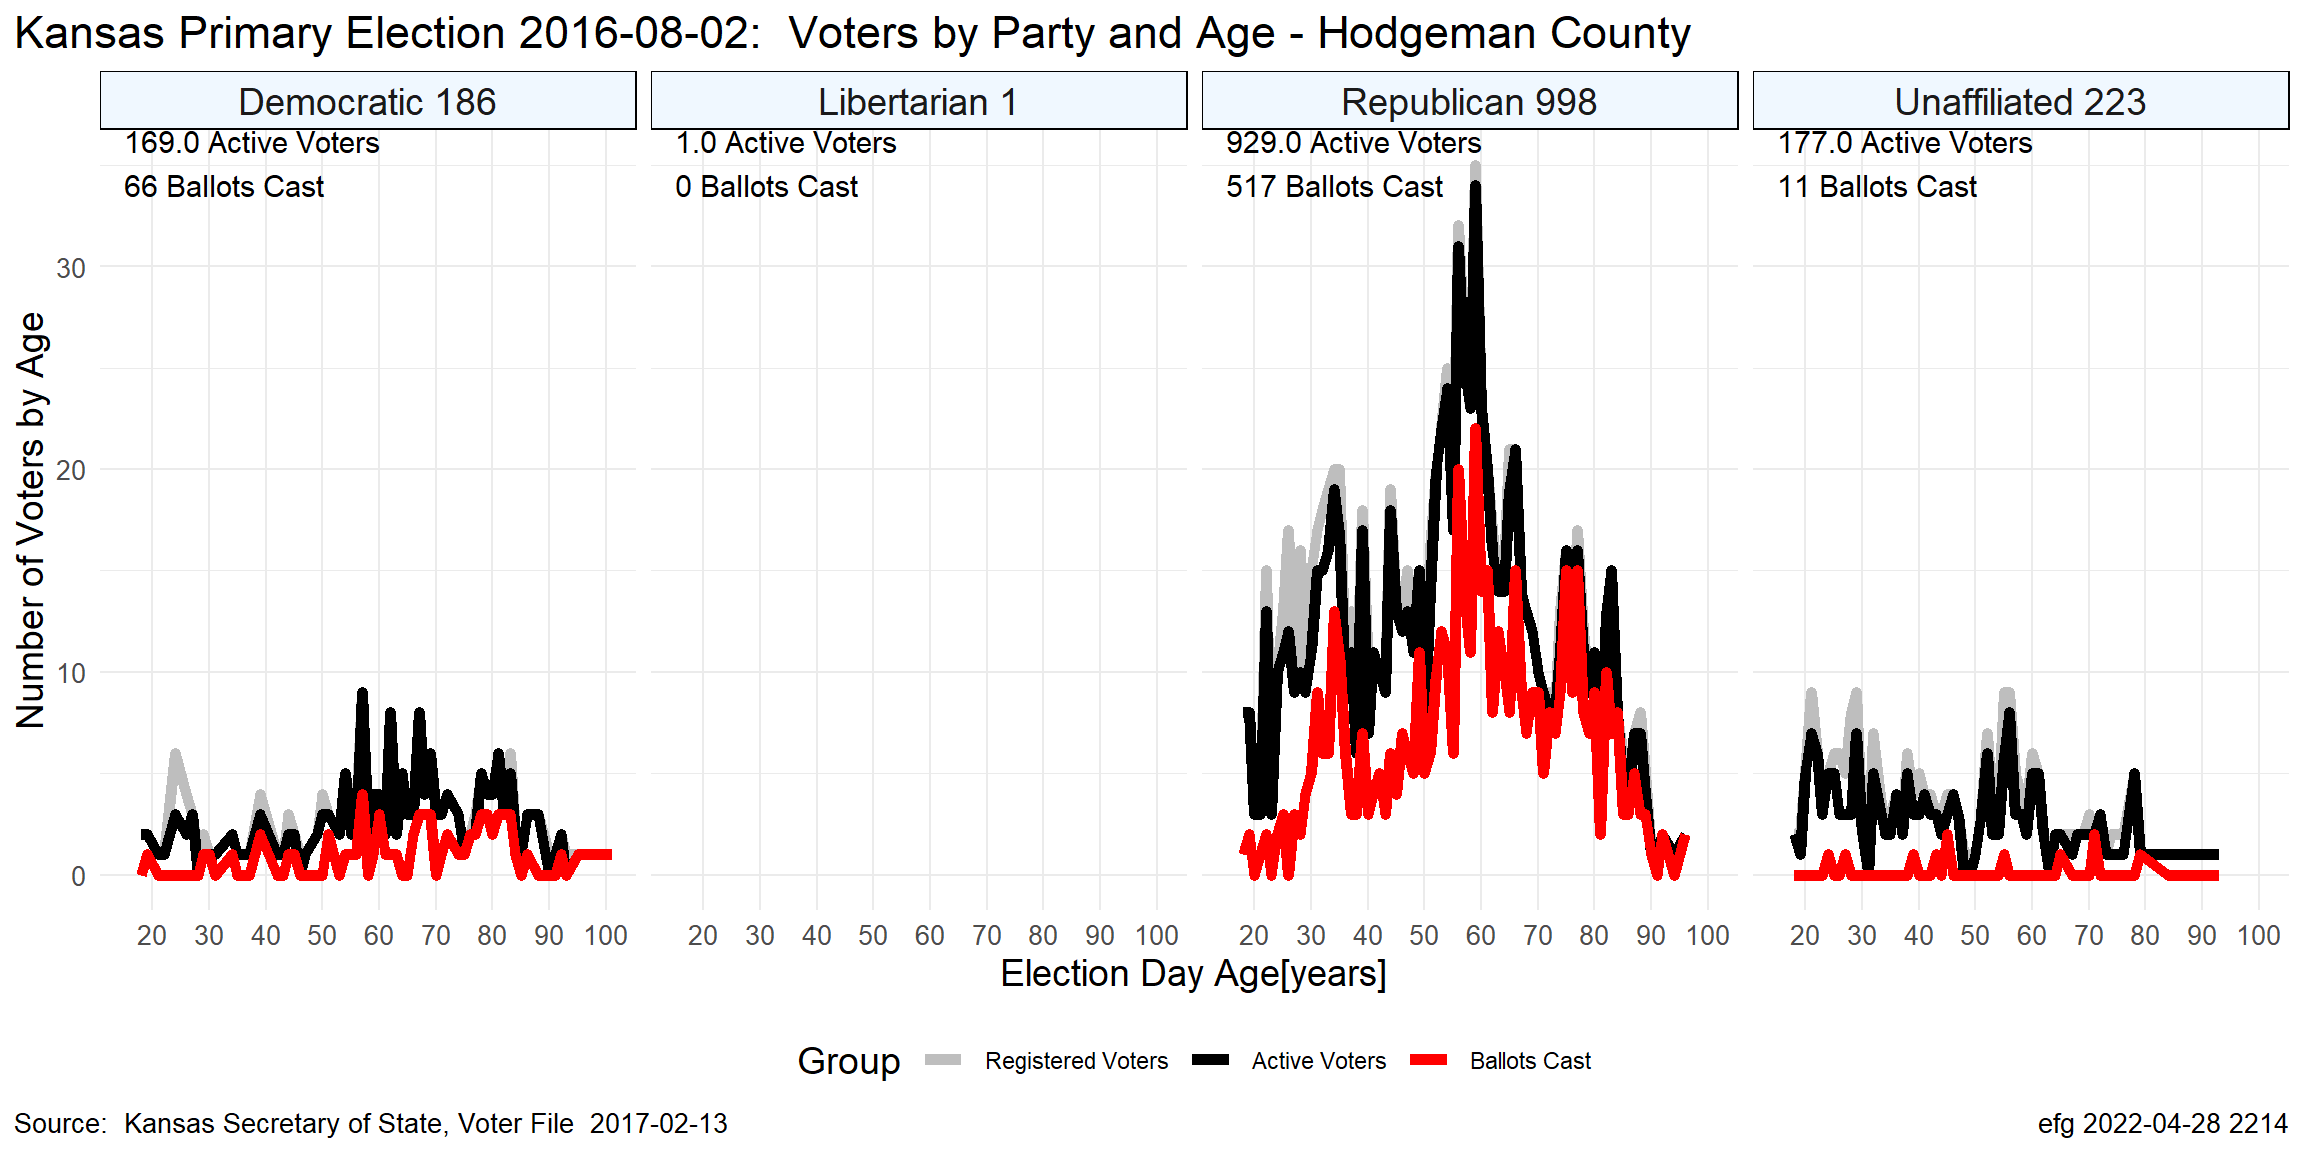 Kansas Primary Election 2016-08-02:  Voters by Party and Age - Hodgeman County
Democratic 186
Libertarian 1
Republican 998
Unaffiliated 223
169.0 Active Voters
66 Ballots Cast
1.0 Active Voters
0 Ballots Cast
929.0 Active Voters
517 Ballots Cast
177.0 Active Voters
11 Ballots Cast
Number of Voters by Age
30
20
10
0
20 30 40 50 60 70 80 90 100
20 30 40 50 60 70 80 90 100
20 30 40 50 60 70 80 90 100
20 30 40 50 60 70 80 90 100
Election Day Age[years]
Group Registered Voters Active Voters Ballots Cast
Source:  Kansas Secretary of State, Voter File  2017-02-13
efg 2022-04-28 2214